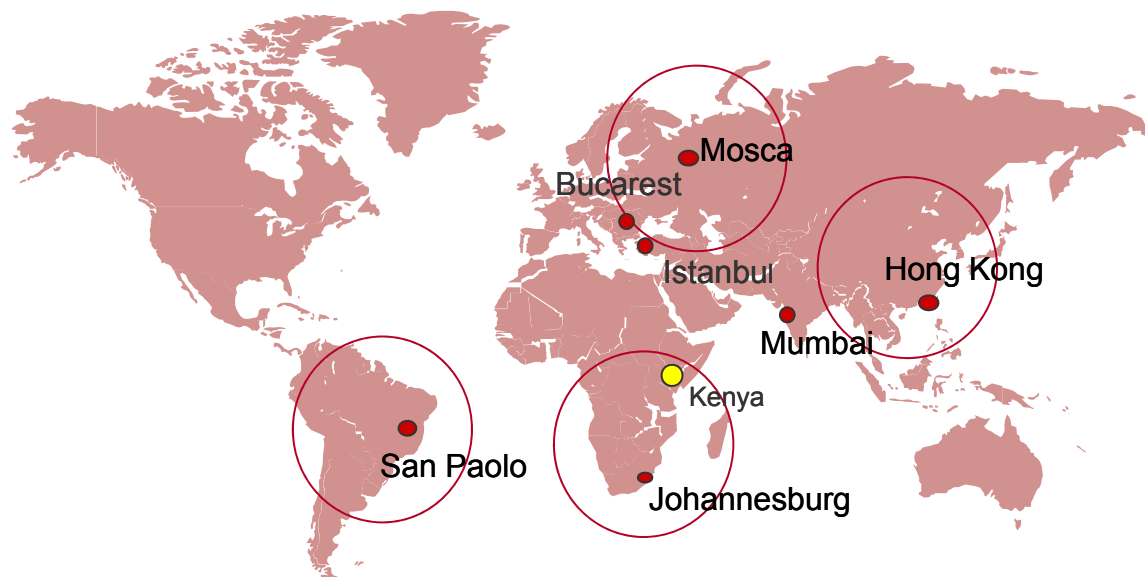 Mosca
Bucarest
Istanbul
Hong Kong
Mumbai
Kenya
San Paolo
Johannesburg